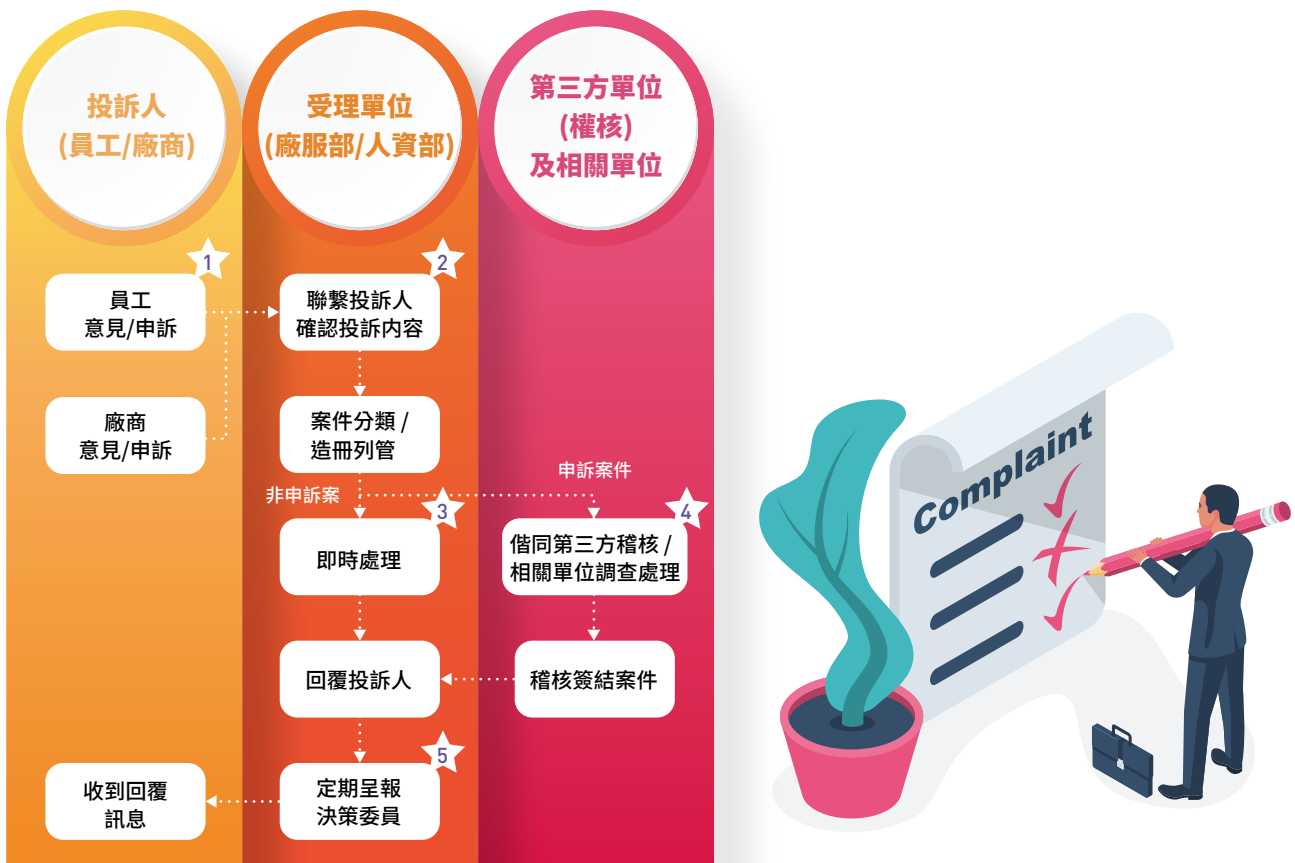 投訴人
(員工/廠商)
受理單位
(廠服部/人資部)
第三方單位
(權核)
及相關單位
1
員工
意見/申訴
廠商
意見/申訴
2
聯繫投訴人
確認投訴內容
案件分類 /
造冊列管
非申訴案
申訴案件
3
即時處理
4
偕同第三方稽核 /
相關單位調查處理
回覆投訴人
稽核簽結案件
5
定期呈報
決策委員
收到回覆
訊息
Complaint